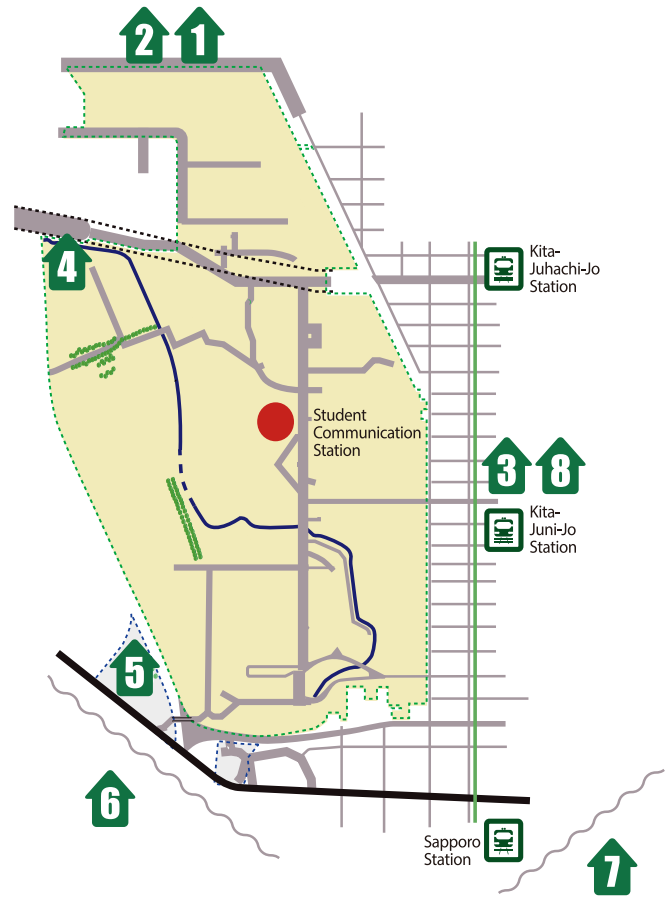 2 1
Kita-
Juhachi-Jo
Station
4
Student
Communication
Station
3 8
Kita-
Juni-Jo
Station
5
6
Sapporo
Station
7